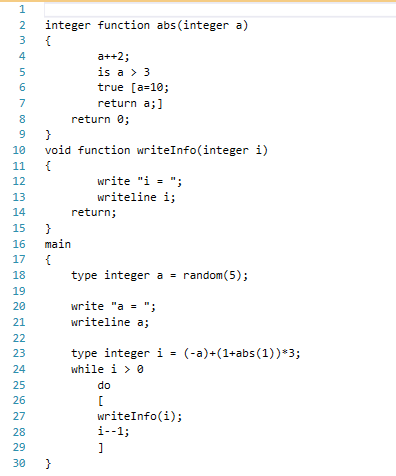 1
2 integer function abs(integer a)
3 {
4 a++2;
5 is a > 3
6 true [a=10;
7 return a;]
8 return 0;
9 }
10 void function writeInfo(integer i)
11 {
12 write "i = ";
13 writeline i;
14 return;
15 }
16 main
17 {
18 type integer a = random(5);
19
20 write "a = ";
21 writeline a;
22
23 type integer i = (-a)+(1+abs(1))*3;
24 while i > 0
25 do
26 [
27 writeInfo(i);
28 i--1;
29 ]
30 }